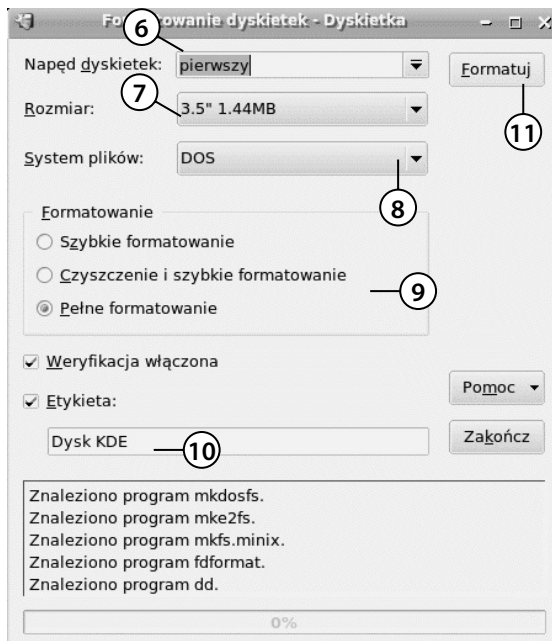 Formatowanie dyskietek - Dyskietka
6
Napęd dyskietek: pierwszy
Formatuj
7
Rozmiar: 3.5" 1.44MB
11
System plików: DOS
8
Formatowanie
Szybkie formatowanie
Czyszczenie i szybkie formatowanie
9
Pełne formatowanie
Weryfikacja włączona
Pomoc
Etykieta:
Dysk KDE
10
Zakończ
Znaleziono program mkdosfs.
Znaleziono program mke2fs.
Znaleziono program mkfs.minix.
Znaleziono program fdformat.
Znaleziono program dd.
0%